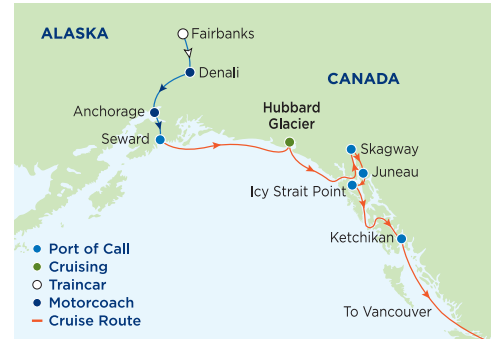 ALASKA
Fairbanks
Denali
CANADA
Anchorage
Hubbard
Glacier
Seward
Skagway
Juneau
Icy Strait Point
Ketchikan
Port of Call
Cruising
Traincar
Motorcoach
Cruise Route
To Vancouver